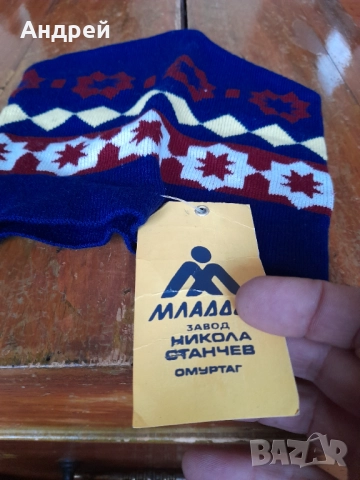 Андрей
МЛАДОСТ
ЗАВОД
НИКОЛА
СТАНЧЕВ
ОМУРТАГ
BAZAR